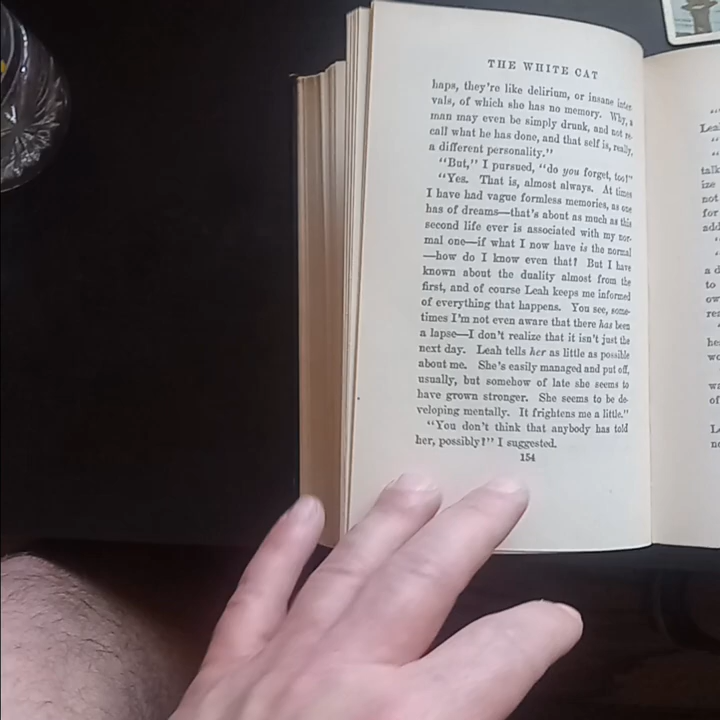 THE WHITE CAT
haps, they're like delirium, or insane inter
vals, of which she has no memory. Why, a
man may even be simply drunk, and not re-
call what he has done, and that self is, really,
a different personality."
"But," I pursued, "do you forget, too?"
"Yes. That is, almost always. At times
I have had vague formless memories, as one
has of dreams—that's about as much as this
second life ever is associated with my nor-
mal one—if what I now have is the normal
—how do I know even that? But I have
known about the duality almost from the
first, and of course Leah keeps me informed
of everything that happens. You see, some-
times I'm not even aware that there has been
a lapse—I don't realize that it isn't just the
next day. Leah tells her as little as possible
about me. She's easily managed and put off,
usually, but somehow of late she seems to
have grown stronger. She seems to be de-
veloping mentally. It frightens me a little."
"You don't think that anybody has told
her, possibly?" I suggested.
154
talk
not
for
add
a d
to